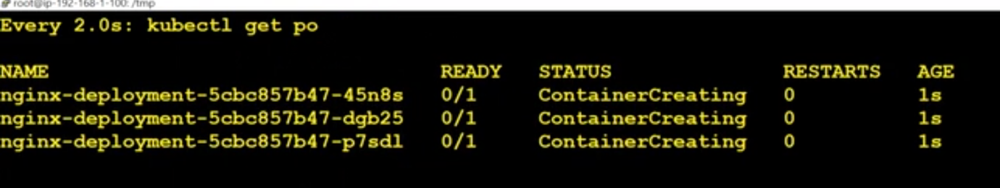 root@ip-192-168-1-100: /tmp
Every 2.0s: kubectl get po
NAME READY STATUS RESTARTS AGE
nginx-deployment-5cbc857b47-45n8s 0/1 ContainerCreating 0 1s
nginx-deployment-5cbc857b47-dgb25 0/1 ContainerCreating 0 1s
nginx-deployment-5cbc857b47-p7sdl 0/1 ContainerCreating 0 1s